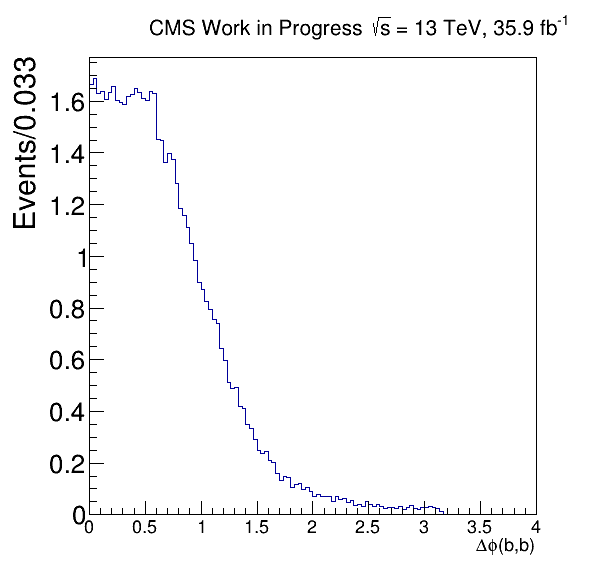 CMS Work in Progress √s = 13 TeV, 35.9 fb⁻¹
Events/0.033
1.6
1.4
1.2
1
0.8
0.6
0.4
0.2
0
0 0.5 1 1.5 2 2.5 3 3.5 4
Δϕ(b,b)